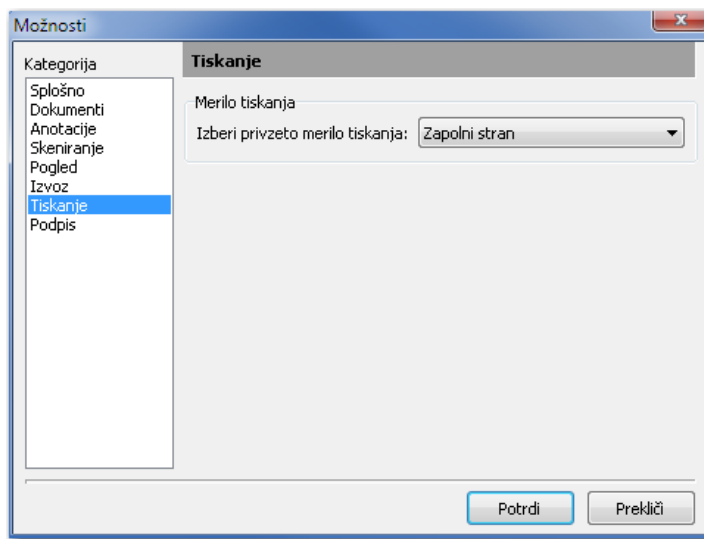 Možnosti
Kategorija
Splošno
Dokumenti
Anotacije
Skeniranje
Pogled
Izvoz
Tiskanje
Podpis
Tiskanje
Merilo tiskanja
Izberi privzeto merilo tiskanja: Zapolni stran
Potrdi Prekliči